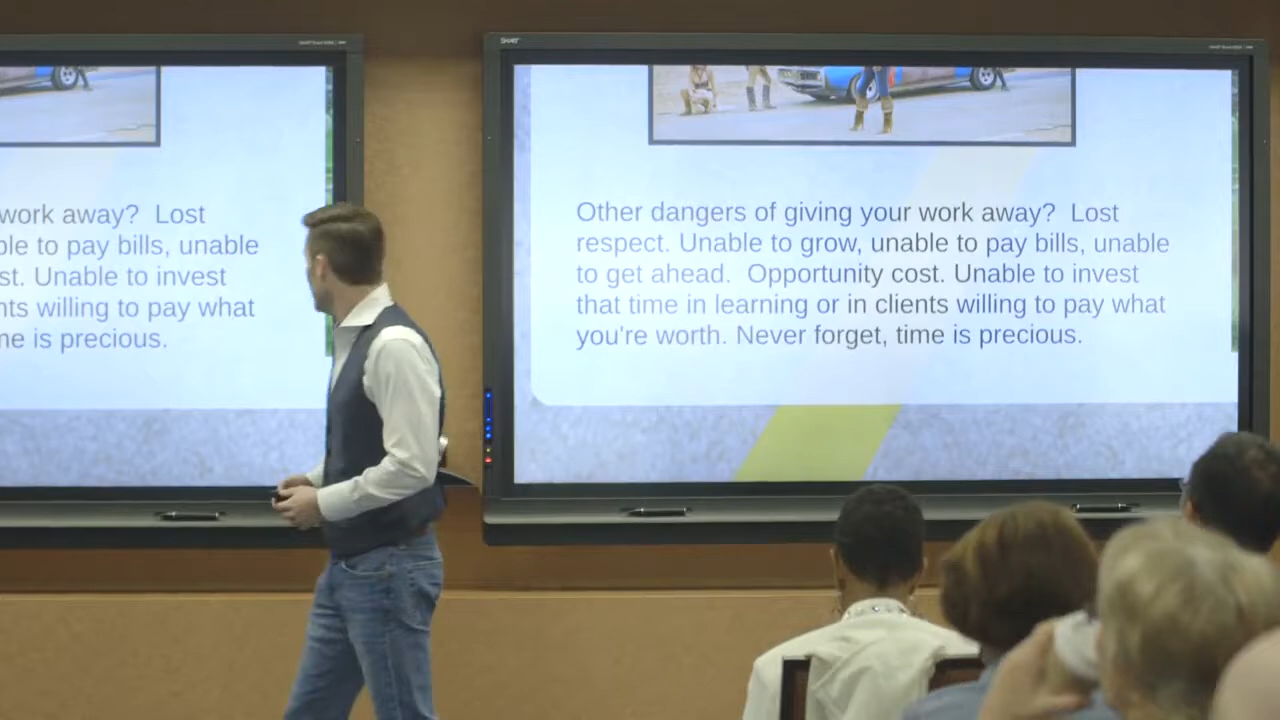 work away?  Lost
ble to pay bills, unable
st. Unable to invest
nts willing to pay what
me is precious.
SMART
Other dangers of giving your work away?  Lost
respect. Unable to grow, unable to pay bills, unable
to get ahead.  Opportunity cost. Unable to invest
that time in learning or in clients willing to pay what
you're worth. Never forget, time is precious.